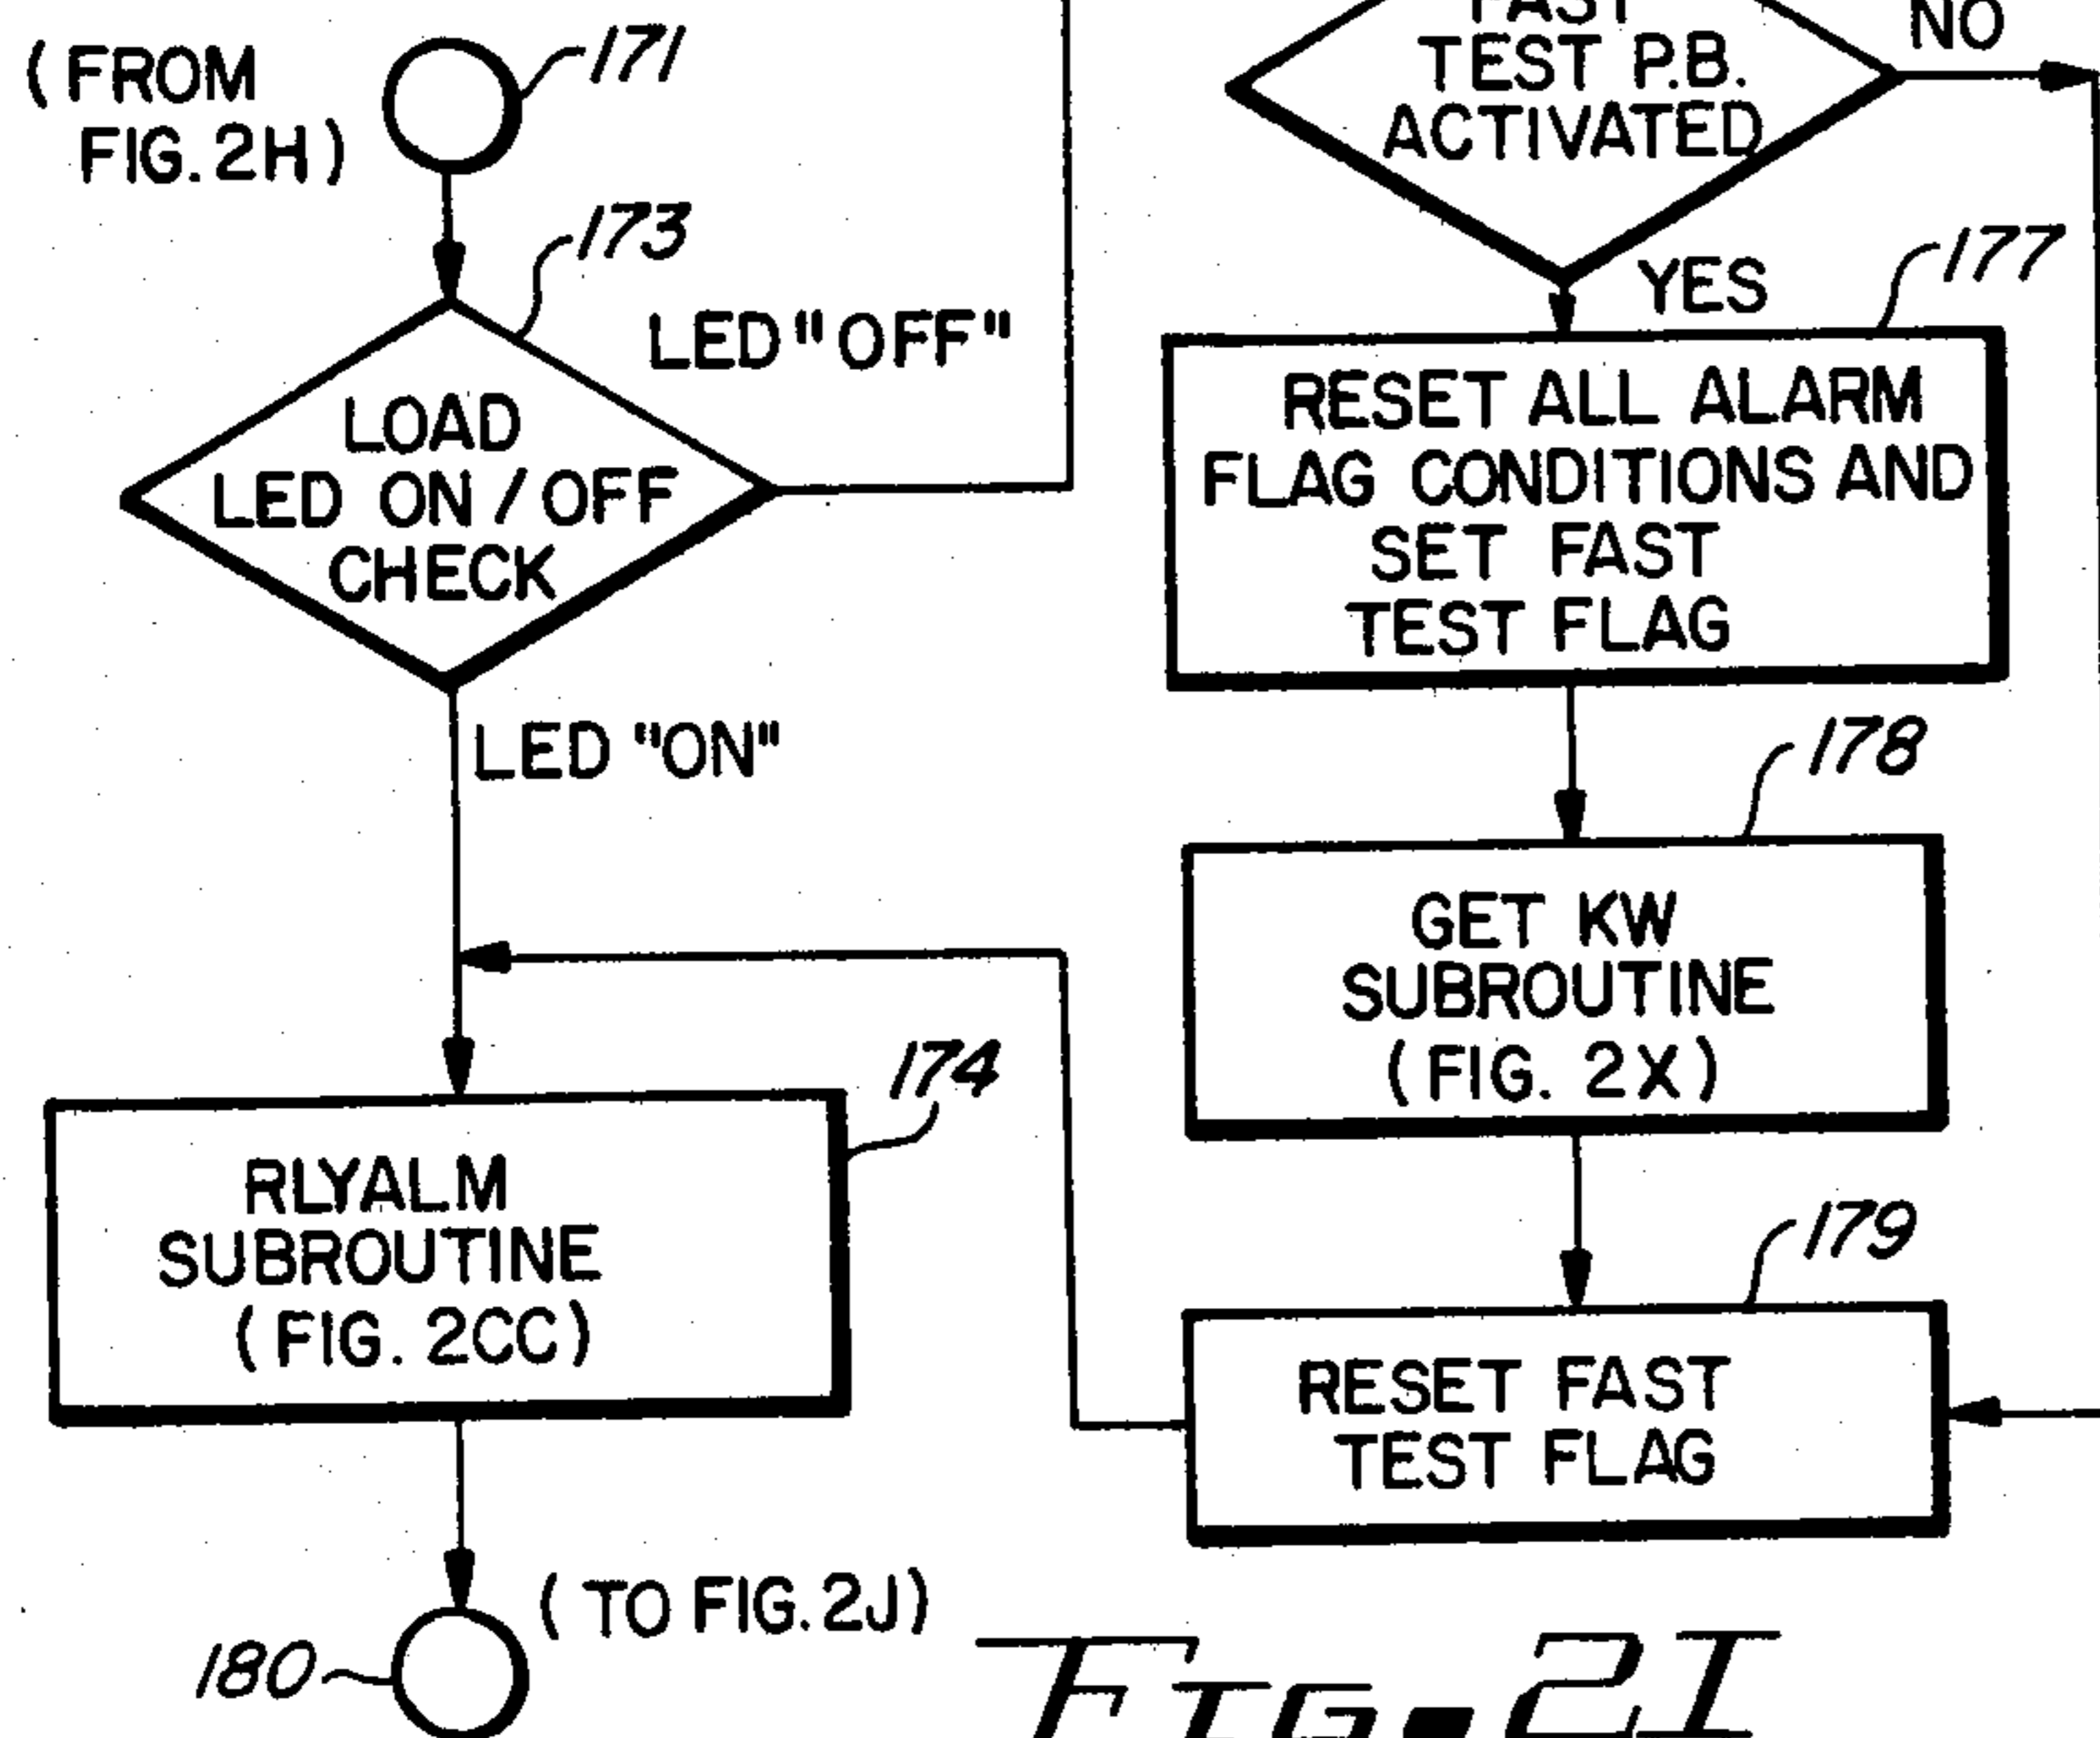 (FROM
FIG. 2H)
171
173
LED "OFF"
LOAD
LED ON / OFF
CHECK
LED "ON"
174
RLYALM
SUBROUTINE
(FIG. 2CC)
(TO FIG. 2J)
180
FAST
TEST P.B.
ACTIVATED
NO
YES
177
RESET ALL ALARM
FLAG CONDITIONS AND
SET FAST
TEST FLAG
178
GET KW
SUBROUTINE
(FIG. 2X)
179
RESET FAST
TEST FLAG
FIG. 2I